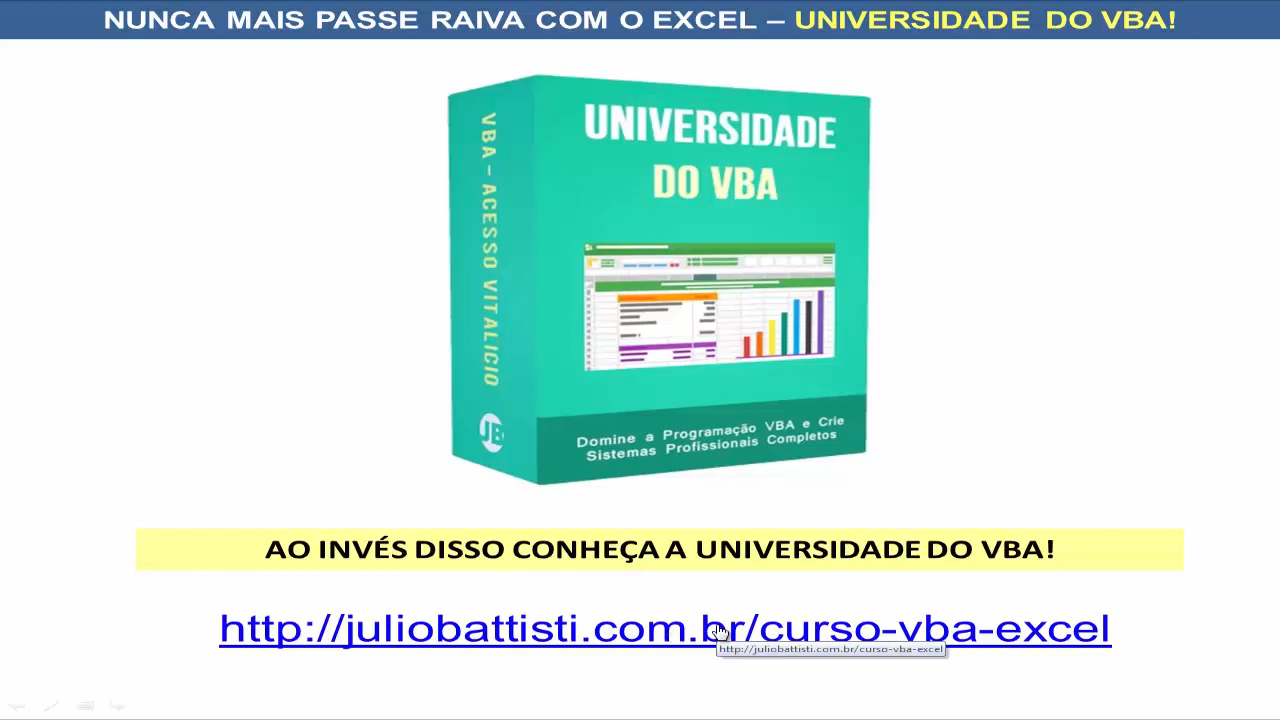 NUNCA MAIS PASSE RAIVA COM O EXCEL – UNIVERSIDADE DO VBA!
UNIVERSIDADE
DO VBA
VBA – ACESSO VITALICIO
JB
Domine a Programação VBA e Crie
Sistemas Profissionais Completos
AO INVÉS DISSO CONHEÇA A UNIVERSIDADE DO VBA!
http://juliobattisti.com.br/curso-vba-excel
http://juliobattisti.com.br/curso-vba-excel